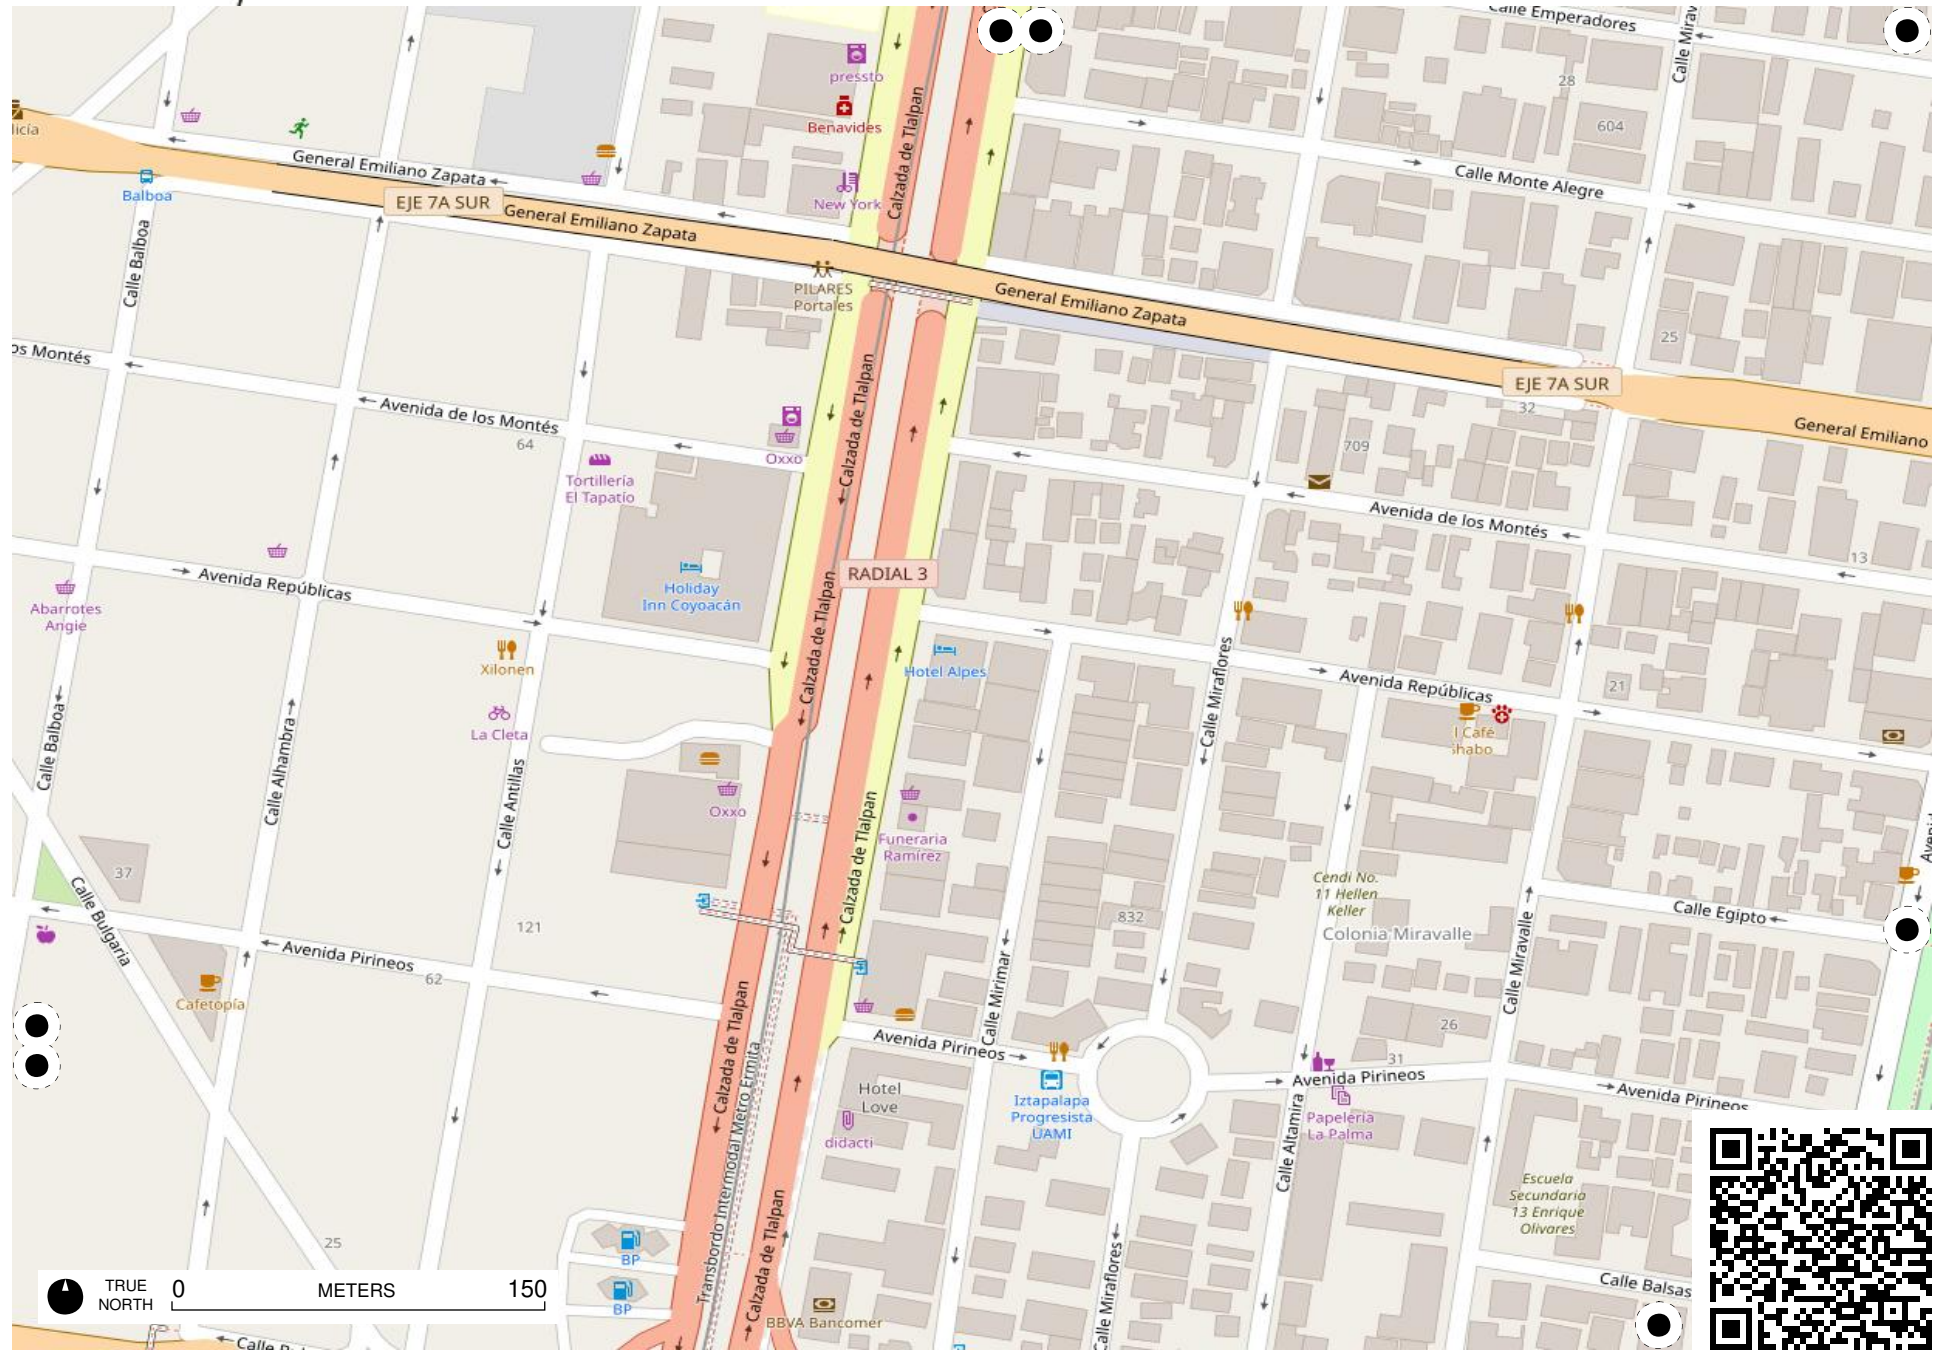 Calle Emperadores
Calle Mirav
pressto
28
Benavides
Calzada de Tlalpan
604
General Emiliano Zapata
Calle Monte Alegre
Balboa
New York
EJE 7A SUR
General Emiliano Zapata
Calle Balboa
PILARES
Portales
General Emiliano Zapata
25
os Montés
Calzada de Tlalpan
EJE 7A SUR
32
Avenida de los Montés
General Emiliano
64
709
Oxxo
Tortillería
El Tapatío
Avenida de los Montés
13
RADIAL 3
Avenida Repúblicas
Holiday
Inn Coyoacán
Abarrotes
Angie
Calzada de Tlalpan
Xilonen
Hotel Alpes
Calle Miraflores
Avenida Repúblicas
21
La Cleta
Calle Balboa
Calle Alhambra
Calle Antillas
l Café
Oxxo
Calzada de Tlalpan
Funeraria
Ramírez
37
Cendi No.
11 Hellen
Keller
Calle Bulgaria
121
832
Colonia Miravalle
Calle Egipto
Avenida Pirineos
62
Calle Mirimar
Calle Miravalle
Cafetopía
Calzada de Tlalpan
26
Avenida Pirineos
31
Avenida Pirineos
Avenida Pirineos
Hotel
Love
Iztapalapa
Progresista
UAMI
Papelería
La Palma
didacti
Calle Altamira
Transbordo Intermodal Metro Ermita
Escuela
Secundaria
13 Enrique
Olivares
25
BP
Calzada de Tlalpan
Calle Miraflores
Calle Balsas
TRUE
NORTH
0 METERS 150
BP
BBVA Bancomer